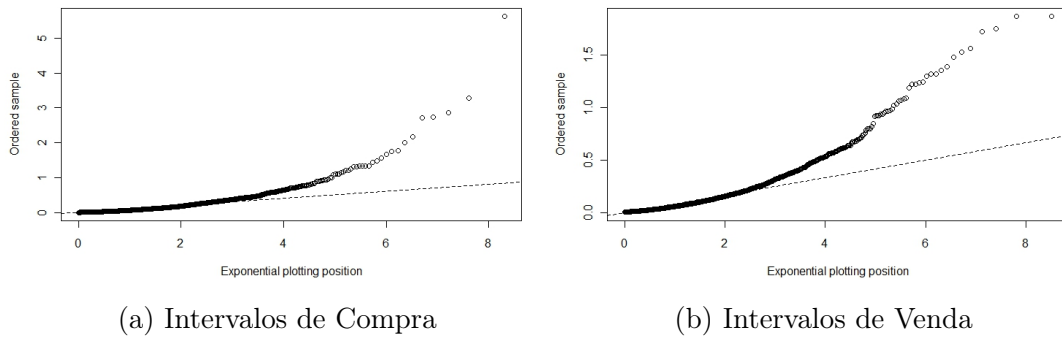 Ordered sample
5
4
3
2
1
0
0 2 4 6 8
Exponential plotting position
(a) Intervalos de Compra
Ordered sample
1.5
1.0
0.5
0.0
0 2 4 6 8
Exponential plotting position
(b) Intervalos de Venda